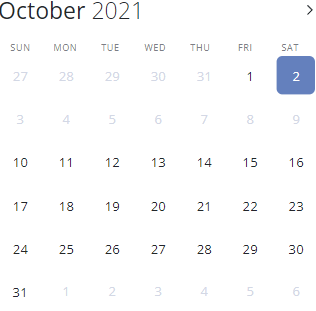 October 2021
SUN MON TUE WED THU FRI SAT
27 28 29 30 31 1 2
3 4 5 6 7 8 9
10 11 12 13 14 15 16
17 18 19 20 21 22 23
24 25 26 27 28 29 30
31 1 2 3 4 5 6